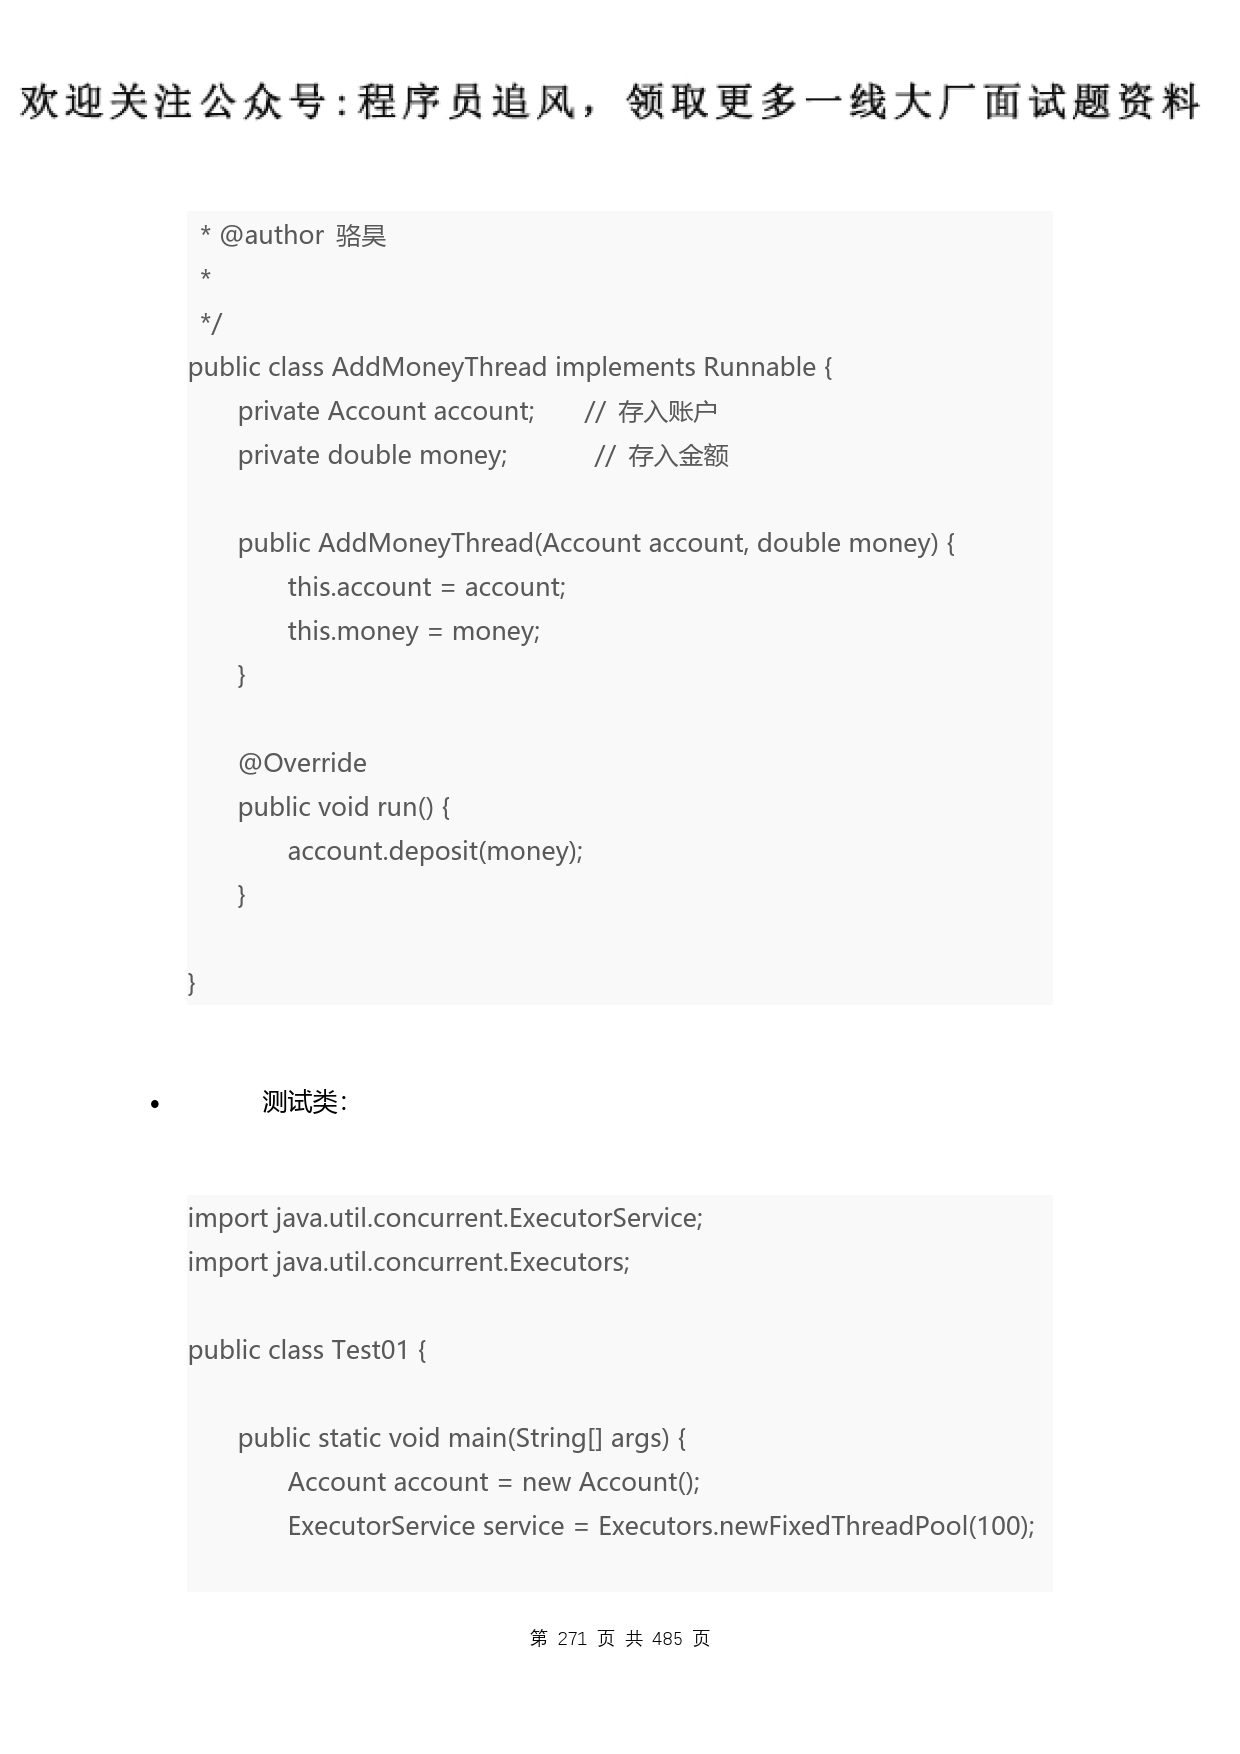 欢迎关注公众号:程序员追风，领取更多一线大厂面试题资料
* @author 骆昊
*
*/
public class AddMoneyThread implements Runnable {
private Account account; // 存入账户
private double money; // 存入金额
public AddMoneyThread(Account account, double money) {
this.account = account;
this.money = money;
}
@Override
public void run() {
account.deposit(money);
}
}
• 测试类：
import java.util.concurrent.ExecutorService;
import java.util.concurrent.Executors;
public class Test01 {
public static void main(String[] args) {
Account account = new Account();
ExecutorService service = Executors.newFixedThreadPool(100);
第 271 页 共 485 页